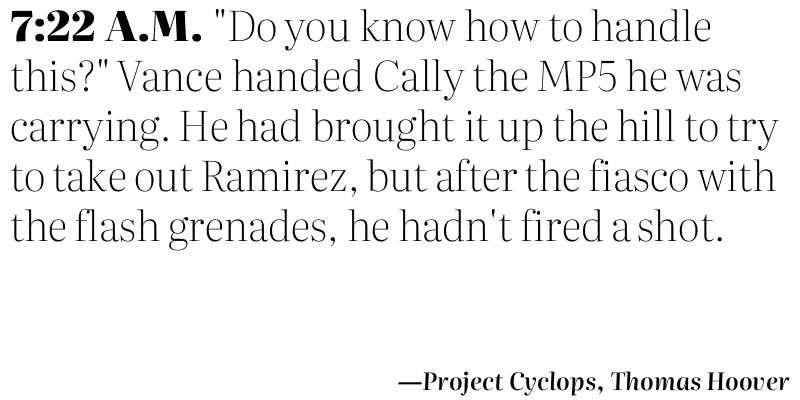 7:22 A.M. "Do you know how to handle
this?" Vance handed Cally the MP5 he was
carrying. He had brought it up the hill to try
to take out Ramirez, but after the fiasco with
the flash grenades, he hadn't fired a shot.
—Project Cyclops, Thomas Hoover